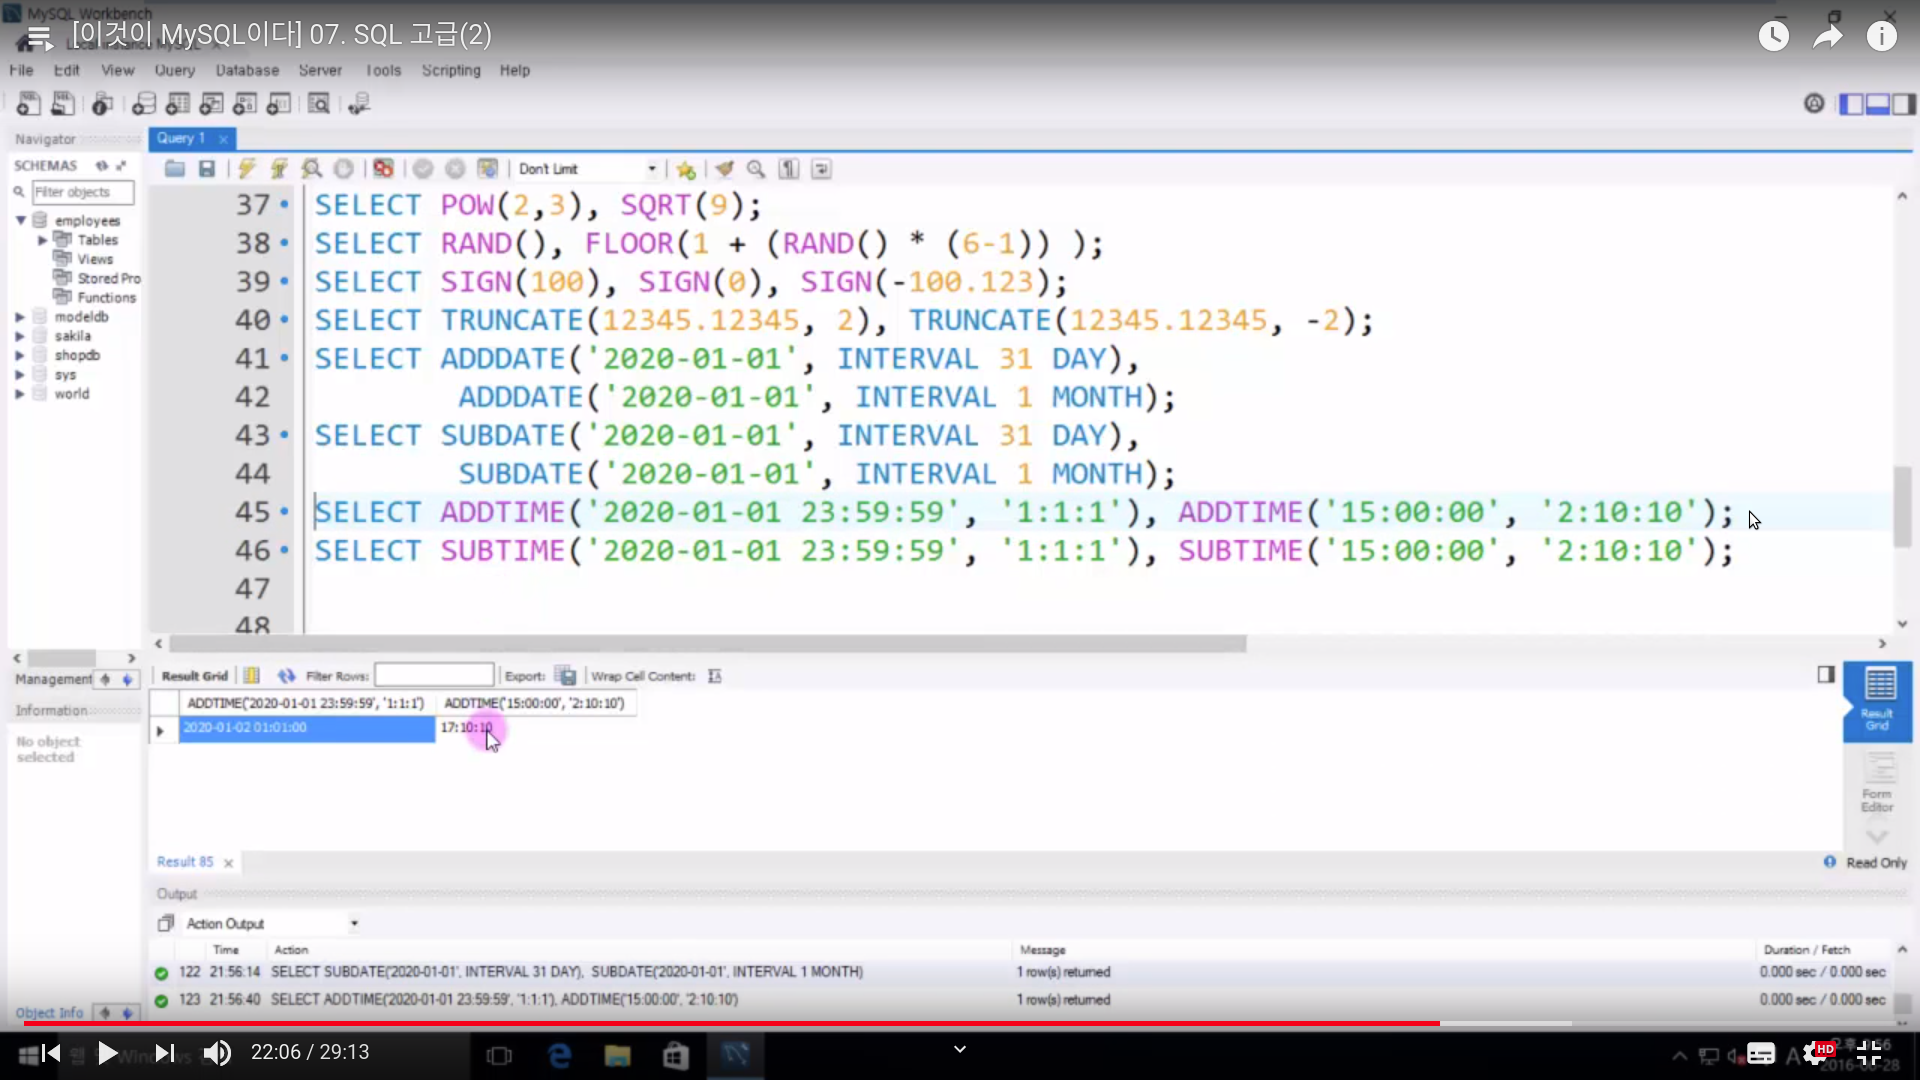 MySQL Workbench
[이것이 MySQL이다] 07. SQL 고급(2)
File Edit View Query Database Server Tools Scripting Help
Navigator
Query 1
SCHEMAS
Don't Limit
Filter objects
employees
Tables
Views
Stored Pro
Functions
modeldb
sakila
shopdb
sys
world
37 SELECT POW(2,3), SQRT(9);
38 SELECT RAND(), FLOOR(1 + (RAND() * (6-1)) );
39 SELECT SIGN(100), SIGN(0), SIGN(-100.123);
40 SELECT TRUNCATE(12345.12345, 2), TRUNCATE(12345.12345, -2);
41 SELECT ADDDATE('2020-01-01', INTERVAL 31 DAY),
42 ADDDATE('2020-01-01', INTERVAL 1 MONTH);
43 SELECT SUBDATE('2020-01-01', INTERVAL 31 DAY),
44 SUBDATE('2020-01-01', INTERVAL 1 MONTH);
45 SELECT ADDTIME('2020-01-01 23:59:59', '1:1:1'), ADDTIME('15:00:00', '2:10:10');
46 SELECT SUBTIME('2020-01-01 23:59:59', '1:1:1'), SUBTIME('15:00:00', '2:10:10');
47
48
Management
Information
No object
selected
Object Info
Result Grid Filter Rows: Export: Wrap Cell Content:
ADDTIME('2020-01-01 23:59:59', '1:1:1') ADDTIME('15:00:00', '2:10:10')
2020-01-02 01:01:00 17:10:10
Result
Grid
Form
Editor
Result 85
Read Only
Output
Action Output
Time Action Message Duration / Fetch
122 21:56:14 SELECT SUBDATE('2020-01-01', INTERVAL 31 DAY), SUBDATE('2020-01-01', INTERVAL 1 MONTH) 1 row(s) returned 0.000 sec / 0.000 sec
123 21:56:40 SELECT ADDTIME('2020-01-01 23:59:59', '1:1:1'), ADDTIME('15:00:00', '2:10:10') 1 row(s) returned 0.000 sec / 0.000 sec
22:06 / 29:13
HD